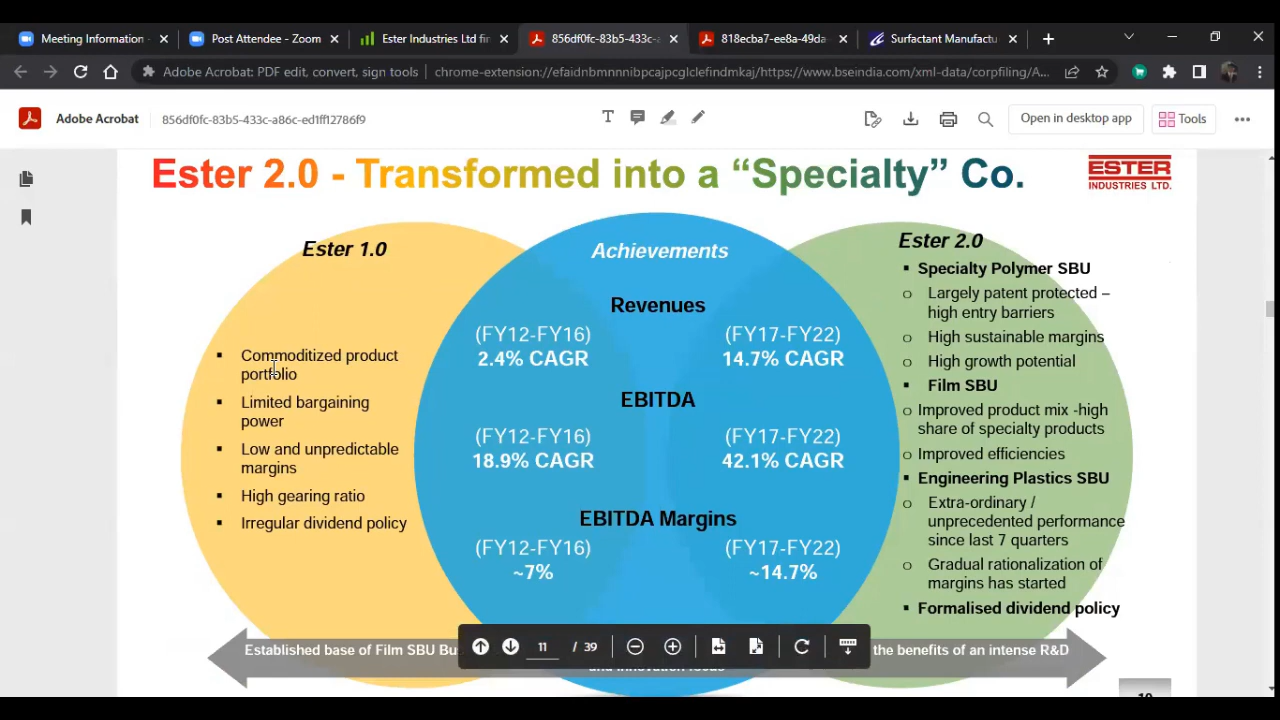 Meeting Information -
Post Attendee - Zoom
Ester Industries Ltd fin
856df0fc-83b5-433c-a
818ecba7-ee8a-49da-
Surfactant Manufactu
Adobe Acrobat: PDF edit, convert, sign tools
chrome-extension://efaidnbmnnnibpcajpcglclefindmkaj/https://www.bseindia.com/xml-data/corpfiling/A...
Adobe Acrobat
856df0fc-83b5-433c-a86c-ed1ff12786f9
Open in desktop app
Tools
Ester 2.0 - Transformed into a “Specialty” Co.
ESTER
INDUSTRIES LTD.
Ester 1.0
▪ Commoditized product
portfolio
▪ Limited bargaining
power
▪ Low and unpredictable
margins
▪ High gearing ratio
▪ Irregular dividend policy
Achievements
Revenues
(FY12-FY16)
2.4% CAGR
(FY17-FY22)
14.7% CAGR
EBITDA
(FY12-FY16)
18.9% CAGR
(FY17-FY22)
42.1% CAGR
EBITDA Margins
(FY12-FY16)
~7%
(FY17-FY22)
~14.7%
Ester 2.0
▪ Specialty Polymer SBU
o Largely patent protected –
high entry barriers
o High sustainable margins
o High growth potential
▪ Film SBU
o Improved product mix -high
share of specialty products
o Improved efficiencies
▪ Engineering Plastics SBU
o Extra-ordinary /
unprecedented performance
since last 7 quarters
o Gradual rationalization of
margins has started
▪ Formalised dividend policy
Established base of Film SBU
the benefits of an intense R&D
11 / 39